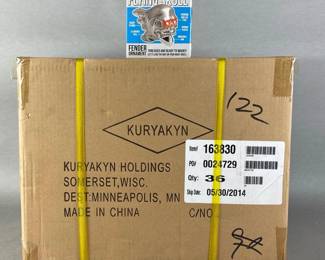 FENDER
ORNAMENT
122
KURYAKYN
Item# 163830
PO# 0024729
Qty: 36
Ship Date: 05/30/2014
KURYAKYN HOLDINGS
SOMERSET,WISC.
DEST:MINNEAPOLIS, MN
MADE IN CHINA C/NO.